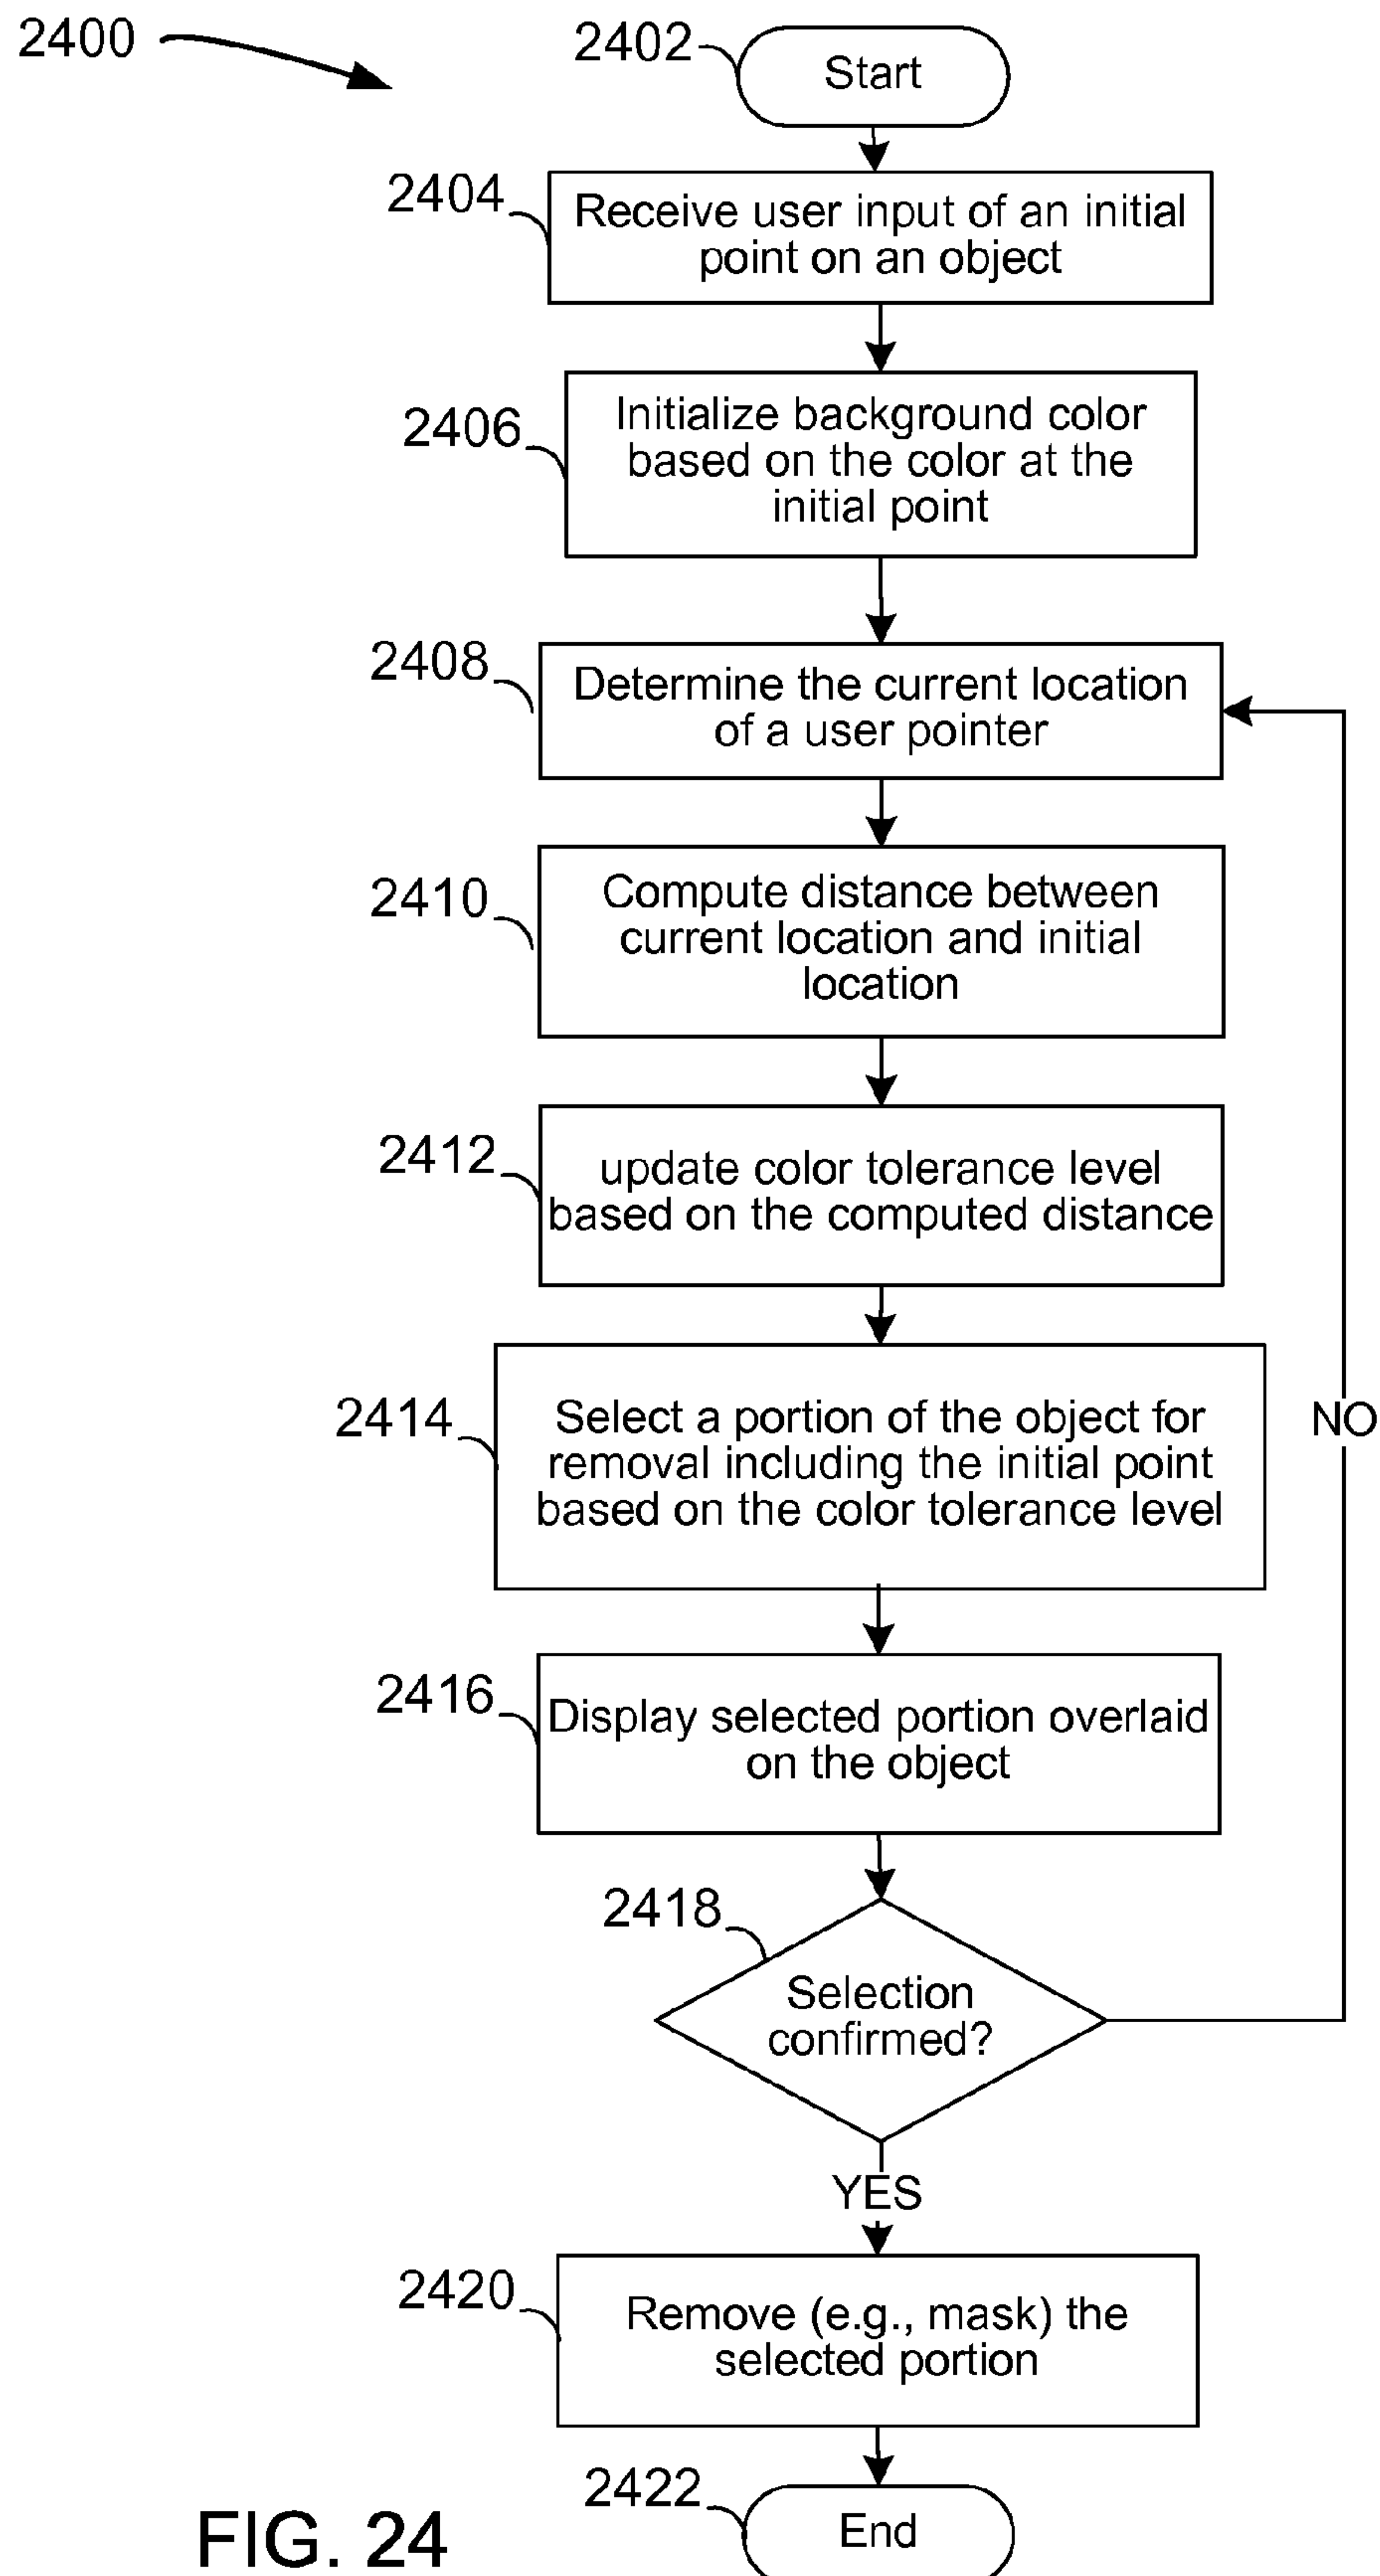 2400
2402
Start
2404
Receive user input of an initial
point on an object
2406
Initialize background color
based on the color at the
initial point
2408
Determine the current location
of a user pointer
2410
Compute distance between
current location and initial
location
2412
update color tolerance level
based on the computed distance
2414
Select a portion of the object for
removal including the initial point
based on the color tolerance level
NO
2416
Display selected portion overlaid
on the object
2418
Selection
confirmed?
YES
2420
Remove (e.g., mask) the
selected portion
2422
End
FIG. 24